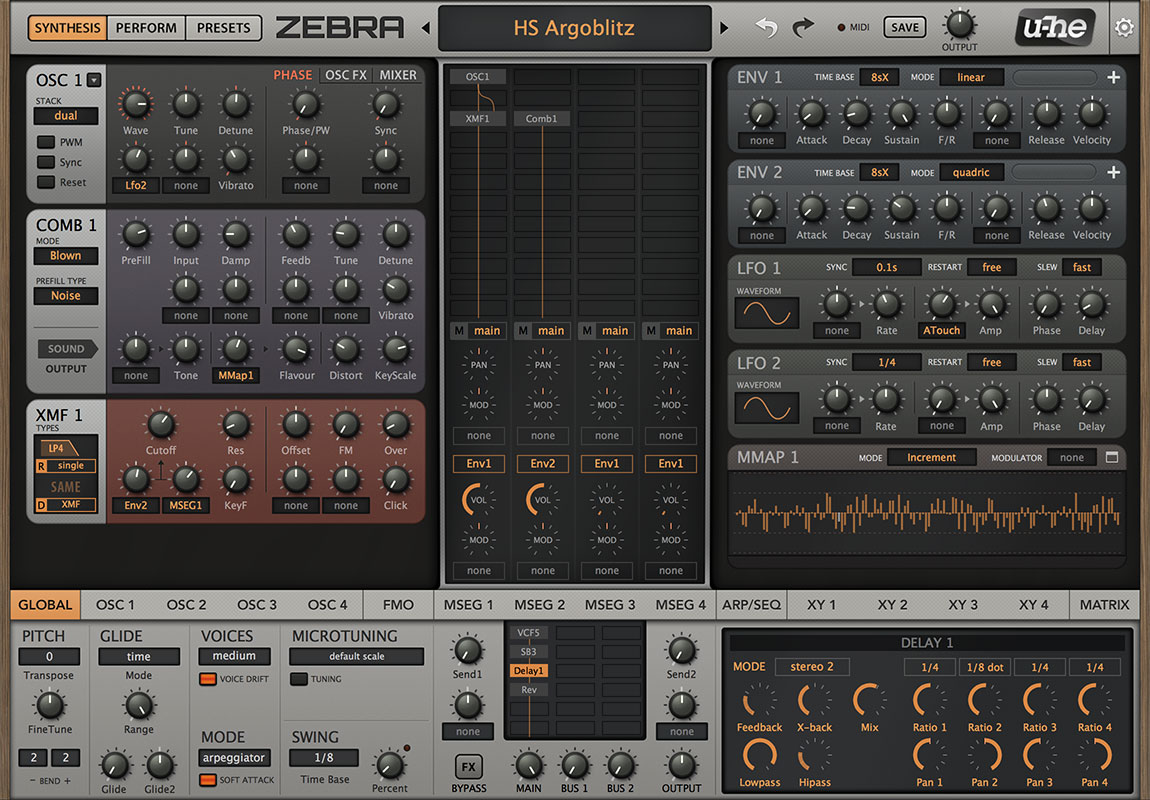 SYNTHESIS PERFORM PRESETS ZEBRA HS Argoblitz MIDI SAVE OUTPUT u-he
OSC 1 PHASE OSC FX MIXER
STACK
dual
PWM
Sync
Reset
Wave Tune Detune Phase/PW Sync
Lfo2 none Vibrato none none
COMB 1
MODE
Blown
PREFILL TYPE
Noise
SOUND
OUTPUT
PreFill Input Damp Feedb Tune Detune
none none none none Vibrato
none Tone MMap1 Flavour Distort KeyScale
XMF 1
TYPES
LP4
R single
SAME
D XMF
Cutoff Res Offset FM Over
Env2 MSEG1 KeyF none none Click
OSC1
XMF1 Comb1
M main M main M main M main
PAN PAN PAN PAN
MOD MOD MOD MOD
none none none none
Env1 Env2 Env1 Env1
VOL VOL VOL VOL
MOD MOD MOD MOD
none none none none
ENV 1 TIME BASE 8sX MODE linear +
none Attack Decay Sustain F/R none Release Velocity
ENV 2 TIME BASE 8sX MODE quadric +
none Attack Decay Sustain F/R none Release Velocity
LFO 1 SYNC 0.1s RESTART free SLEW fast
WAVEFORM
none Rate ATouch Amp Phase Delay
LFO 2 SYNC 1/4 RESTART free SLEW fast
WAVEFORM
none Rate none Amp Phase Delay
MMAP 1 MODE Increment MODULATOR none
GLOBAL OSC 1 OSC 2 OSC 3 OSC 4 FMO MSEG 1 MSEG 2 MSEG 3 MSEG 4 ARP/SEQ XY 1 XY 2 XY 3 XY 4 MATRIX
PITCH
0
Transpose
FineTune
2 2
− BEND +
GLIDE
time
Mode
Range
Glide Glide2
VOICES
medium
VOICE DRIFT
MODE
arpeggiator
SOFT ATTACK
MICROTUNING
default scale
TUNING
SWING
1/8
Time Base
Percent
Send1
none
FX
BYPASS
VCF5
SB3
Delay1
Rev
MAIN BUS 1 BUS 2
Send2
none
OUTPUT
DELAY 1
MODE stereo 2 1/4 1/8 dot 1/4 1/4
Feedback X-back Mix Ratio 1 Ratio 2 Ratio 3 Ratio 4
Lowpass Hipass Pan 1 Pan 2 Pan 3 Pan 4